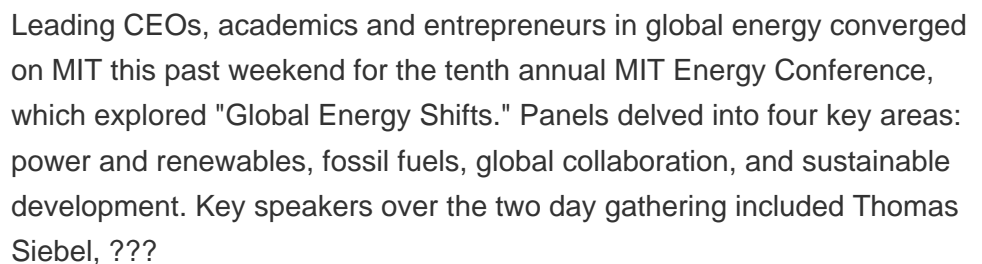 Leading CEOs, academics and entrepreneurs in global energy converged
on MIT this past weekend for the tenth annual MIT Energy Conference,
which explored "Global Energy Shifts." Panels delved into four key areas:
power and renewables, fossil fuels, global collaboration, and sustainable
development. Key speakers over the two day gathering included Thomas
Siebel, ???